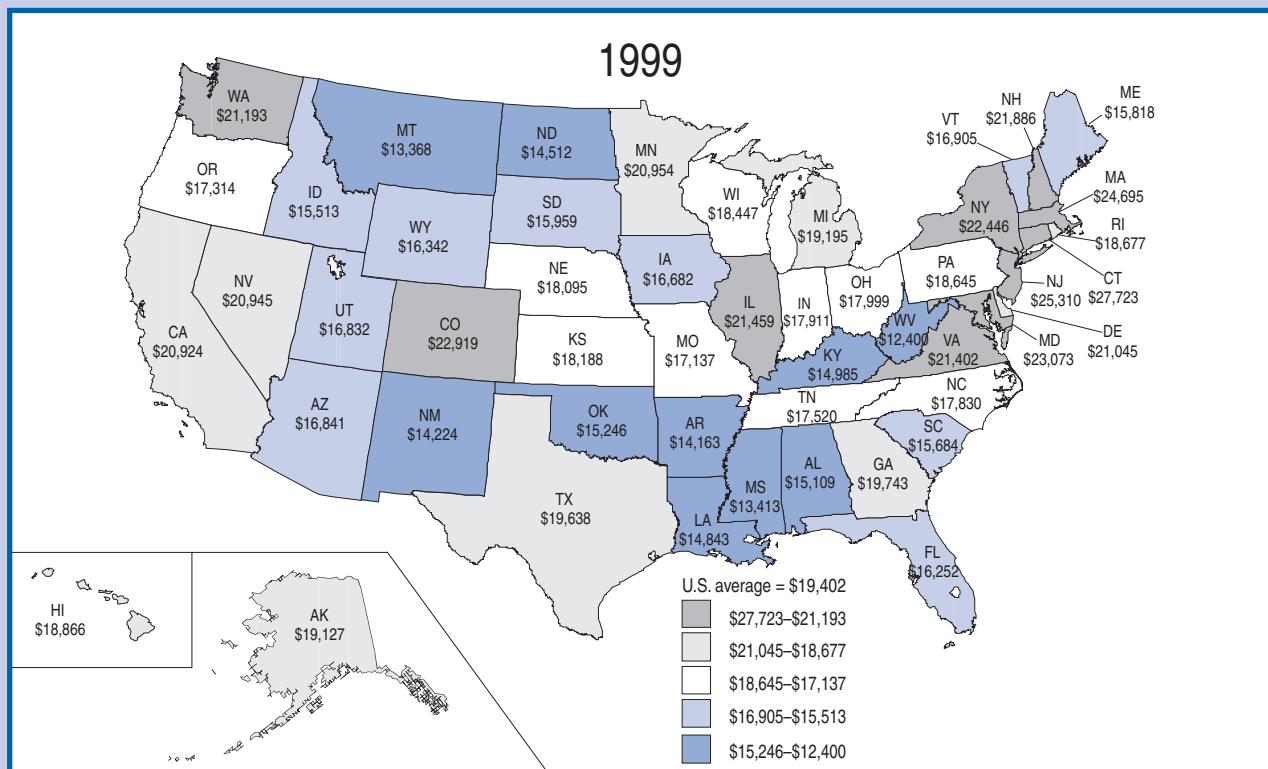 1999
WA
$21,193
OR
$17,314
CA
$20,924
NV
$20,945
ID
$15,513
MT
$13,368
WY
$16,342
UT
$16,832
AZ
$16,841
CO
$22,919
NM
$14,224
ND
$14,512
SD
$15,959
NE
$18,095
KS
$18,188
OK
$15,246
TX
$19,638
MN
$20,954
IA
$16,682
MO
$17,137
AR
$14,163
LA
$14,843
WI
$18,447
IL
$21,459
MI
$19,195
IN
$17,911
OH
$17,999
KY
$14,985
TN
$17,520
MS
$13,413
AL
$15,109
GA
$19,743
FL
$16,252
SC
$15,684
NC
$17,830
VA
$21,402
WV
$12,400
PA
$18,645
NY
$22,446
VT
$16,905
NH
$21,886
ME
$15,818
MA
$24,695
RI
$18,677
CT
$27,723
NJ
$25,310
DE
$21,045
MD
$23,073
HI
$18,866
AK
$19,127
U.S. average = $19,402
$27,723–$21,193
$21,045–$18,677
$18,645–$17,137
$16,905–$15,513
$15,246–$12,400